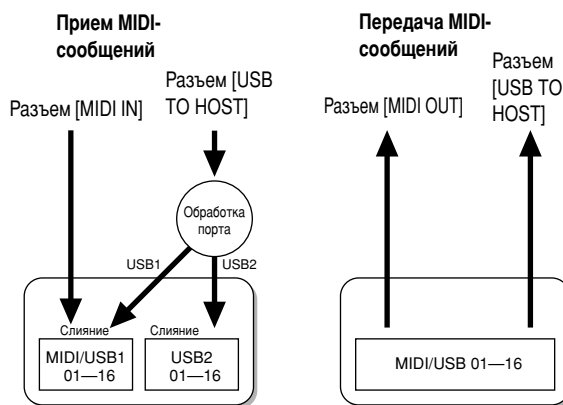 Прием MIDI-
сообщений
Разъем [MIDI IN]
Разъем [USB
TO HOST]
Обработка
порта
USB1
USB2
Слияние
MIDI/USB1
01—16
Слияние
USB2
01—16
Передача MIDI-
сообщений
Разъем [MIDI OUT]
Разъем
[USB TO
HOST]
MIDI/USB 01—16